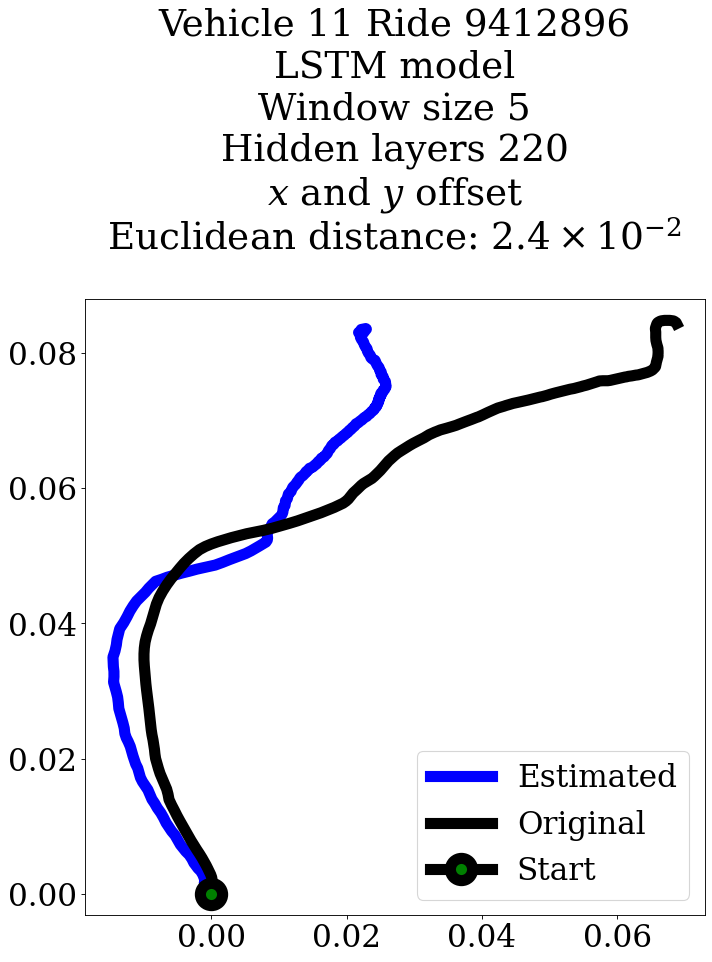 Vehicle 11 Ride 9412896
LSTM model
Window size 5
Hidden layers 220
x and y offset
Euclidean distance: 2.4 × 10⁻²
0.08
0.06
0.04
0.02
0.00
0.00 0.02 0.04 0.06
Estimated
Original
Start